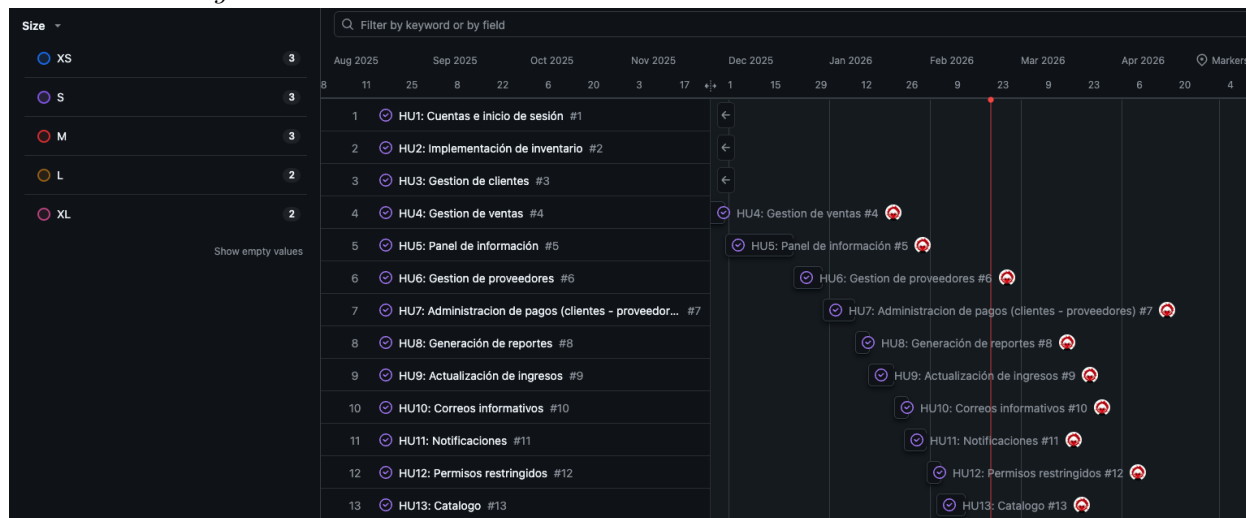 Size
XS 3
S 3
M 3
L 2
XL 2
Show empty values
Filter by keyword or by field
Aug 2025 Sep 2025 Oct 2025 Nov 2025 Dec 2025 Jan 2026 Feb 2026 Mar 2026 Apr 2026 Markers
8 11 25 8 22 6 20 3 17 1 15 29 12 26 9 23 9 23 6 20 4
1 HU1: Cuentas e inicio de sesión #1
2 HU2: Implementación de inventario #2
3 HU3: Gestion de clientes #3
4 HU4: Gestion de ventas #4 HU4: Gestion de ventas #4
5 HU5: Panel de información #5 HU5: Panel de información #5
6 HU6: Gestion de proveedores #6 HU6: Gestion de proveedores #6
7 HU7: Administracion de pagos (clientes - proveedor... #7 HU7: Administracion de pagos (clientes - proveedores) #7
8 HU8: Generación de reportes #8 HU8: Generación de reportes #8
9 HU9: Actualización de ingresos #9 HU9: Actualización de ingresos #9
10 HU10: Correos informativos #10 HU10: Correos informativos #10
11 HU11: Notificaciones #11 HU11: Notificaciones #11
12 HU12: Permisos restringidos #12 HU12: Permisos restringidos #12
13 HU13: Catalogo #13 HU13: Catalogo #13